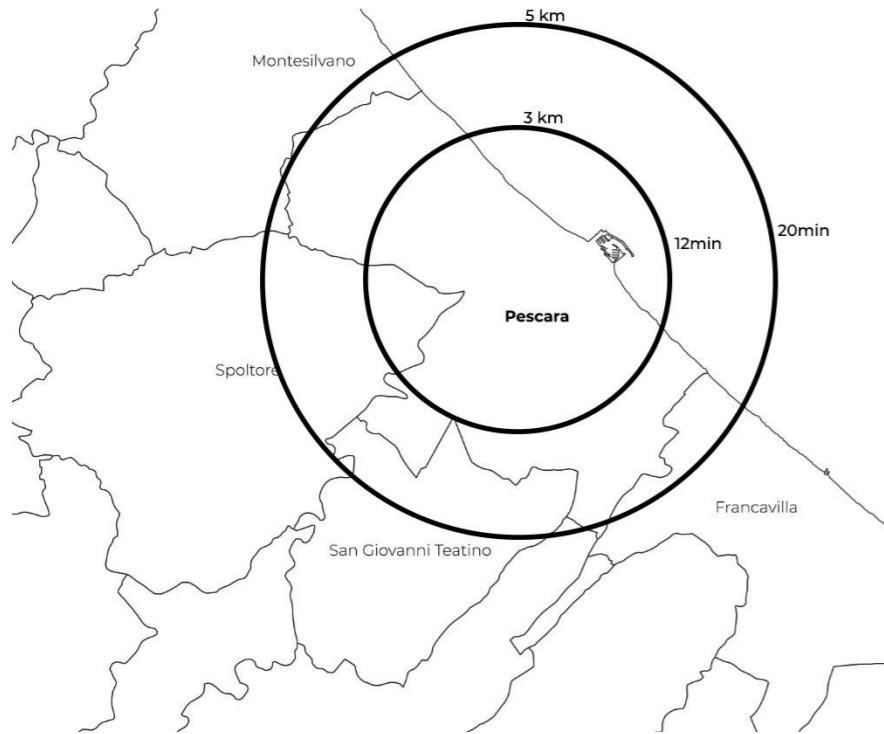 5 km
Montesilvano
3 km
12min
20min
Pescara
Spoltore
Francavilla
San Giovanni Teatino